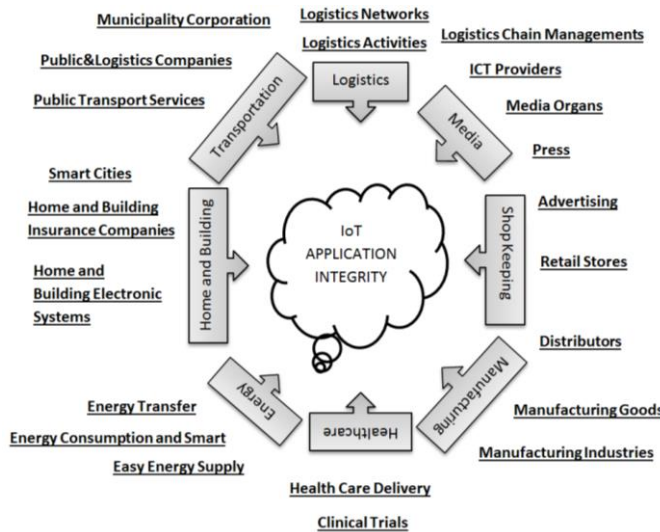 Municipality Corporation
Logistics Networks
Logistics Activities
Logistics Chain Managements
Public&Logistics Companies
ICT Providers
Public Transport Services
Media Organs
Press
Transportation
Logistics
Media
Smart Cities
Home and Building
Insurance Companies
Home and
Building Electronic
Systems
Home and Building
IoT
APPLICATION
INTEGRITY
Shop Keeping
Advertising
Retail Stores
Distributors
Energy
Healthcare
Manufacturing
Energy Transfer
Energy Consumption and Smart
Easy Energy Supply
Manufacturing Goods
Manufacturing Industries
Health Care Delivery
Clinical Trials